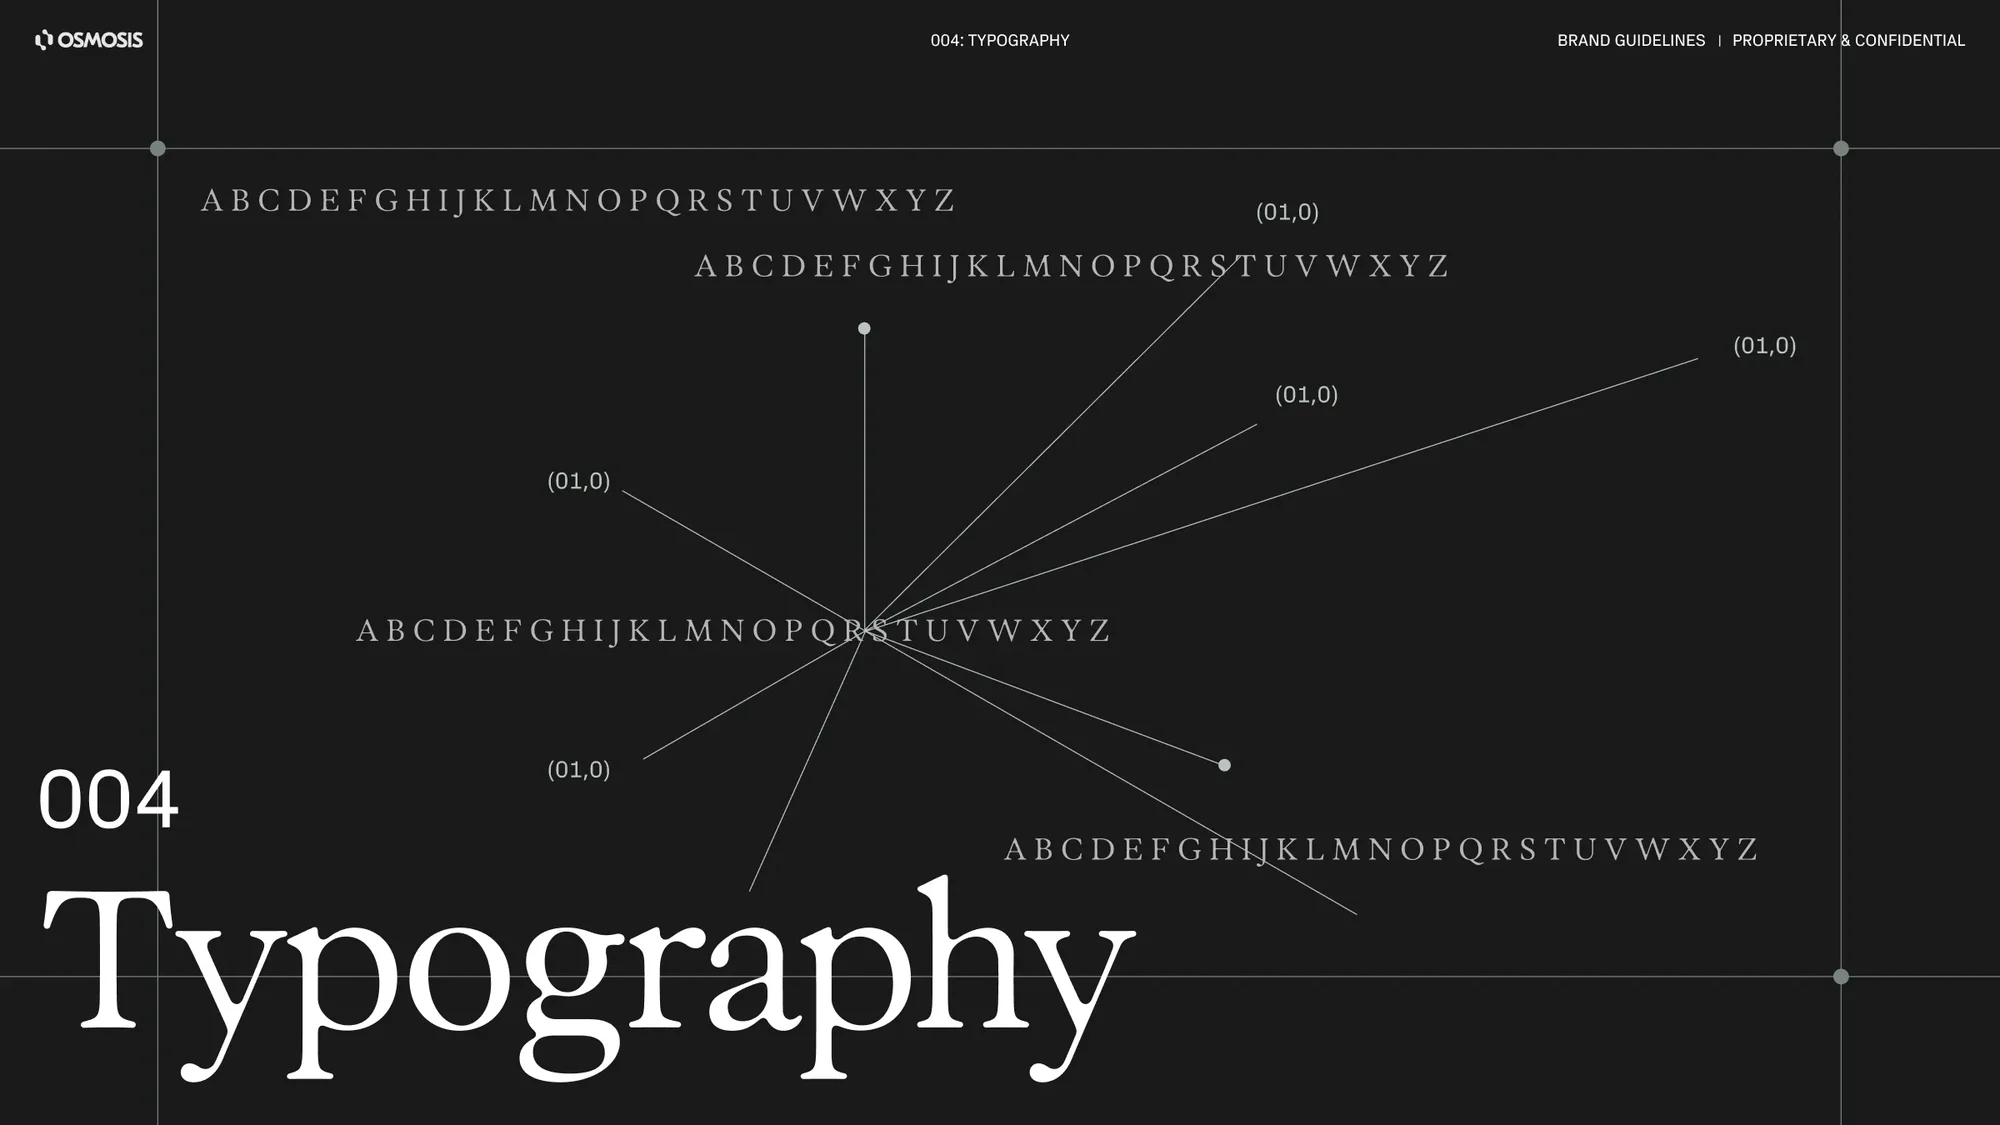 OSMOSIS
004: TYPOGRAPHY
BRAND GUIDELINES | PROPRIETARY & CONFIDENTIAL
A B C D E F G H I J K L M N O P Q R S T U V W X Y Z
(01,0)
A B C D E F G H I J K L M N O P Q R S T U V W X Y Z
(01,0)
(01,0)
(01,0)
A B C D E F G H I J K L M N O P Q R S T U V W X Y Z
(01,0)
004
A B C D E F G H I J K L M N O P Q R S T U V W X Y Z
Typography